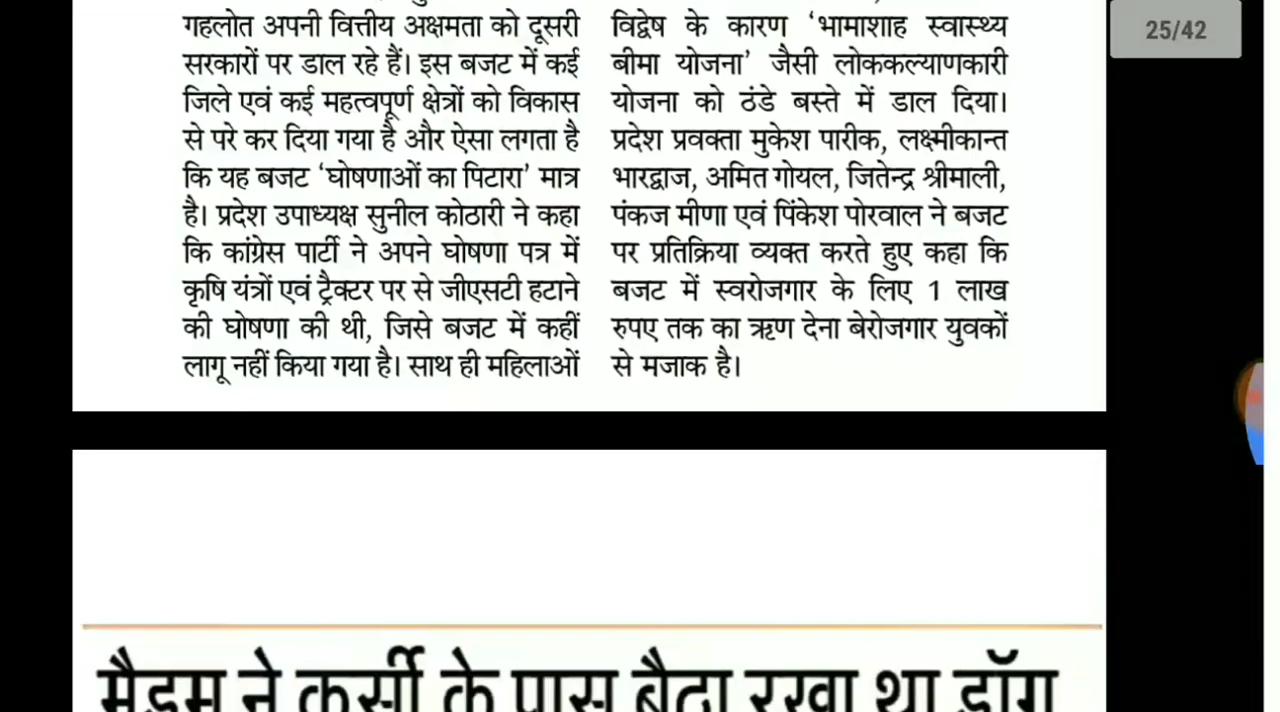 25/42
गहलोत अपनी वित्तीय अक्षमता को दूसरी
सरकारों पर डाल रहे हैं। इस बजट में कई
जिले एवं कई महत्वपूर्ण क्षेत्रों को विकास
से परे कर दिया गया है और ऐसा लगता है
कि यह बजट ‘घोषणाओं का पिटारा’ मात्र
है। प्रदेश उपाध्यक्ष सुनील कोठारी ने कहा
कि कांग्रेस पार्टी ने अपने घोषणा पत्र में
कृषि यंत्रों एवं ट्रैक्टर पर से जीएसटी हटाने
की घोषणा की थी, जिसे बजट में कहीं
लागू नहीं किया गया है। साथ ही महिलाओं
विद्वेष के कारण ‘भामाशाह स्वास्थ्य
बीमा योजना’ जैसी लोककल्याणकारी
योजना को ठंडे बस्ते में डाल दिया।
प्रदेश प्रवक्ता मुकेश पारीक, लक्ष्मीकान्त
भारद्वाज, अमित गोयल, जितेन्द्र श्रीमाली,
पंकज मीणा एवं पिंकेश पोरवाल ने बजट
पर प्रतिक्रिया व्यक्त करते हुए कहा कि
बजट में स्वरोजगार के लिए 1 लाख
रुपए तक का ऋण देना बेरोजगार युवकों
से मजाक है।
मैडम ने कुर्सी के पास बैठा रखा था डॉग